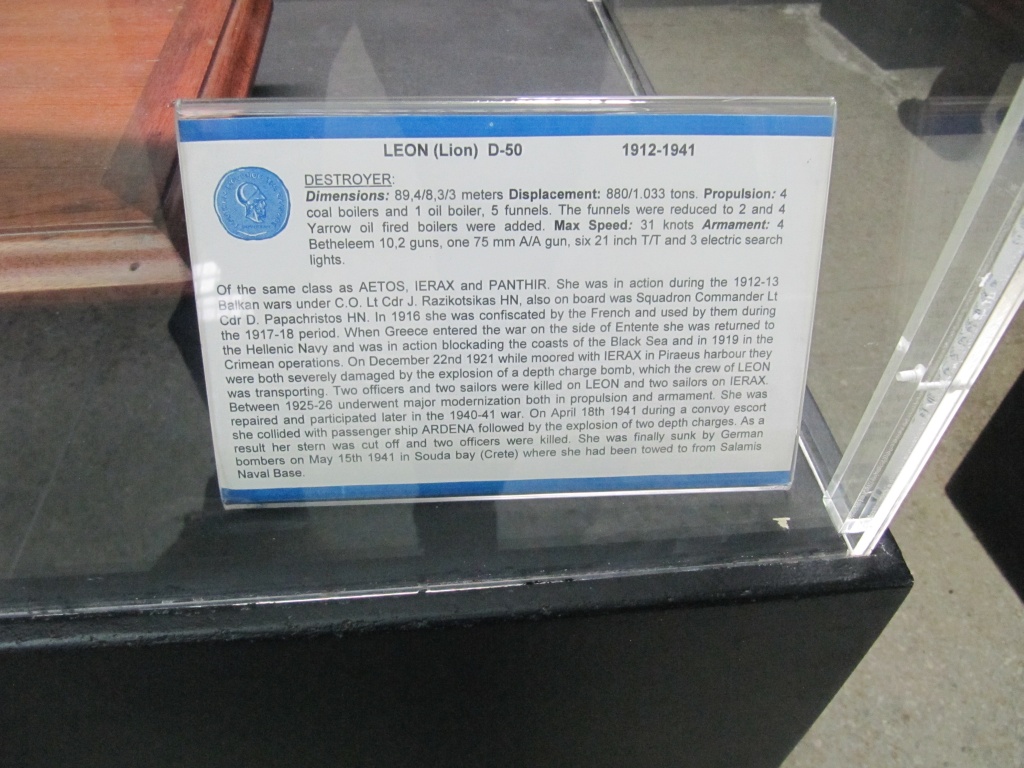 LEON (Lion) D-50 1912-1941
DESTROYER:
Dimensions: 89,4/8,3/3 meters Displacement: 880/1.033 tons. Propulsion: 4
coal boilers and 1 oil boiler, 5 funnels. The funnels were reduced to 2 and 4
Yarrow oil fired boilers were added. Max Speed: 31 knots Armament: 4
Betheleem 10,2 guns, one 75 mm A/A gun, six 21 inch T/T and 3 electric search
lights.
Of the same class as AETOS, IERAX and PANTHIR. She was in action during the 1912-13
Balkan wars under C.O. Lt Cdr J. Razikotsikas HN, also on board was Squadron Commander Lt
Cdr D. Papachristos HN. In 1916 she was confiscated by the French and used by them during
the 1917-18 period. When Greece entered the war on the side of Entente she was returned to
the Hellenic Navy and was in action blockading the coasts of the Black Sea and in 1919 in the
Crimean operations. On December 22nd 1921 while moored with IERAX in Piraeus harbour they
were both severely damaged by the explosion of a depth charge bomb, which the crew of LEON
was transporting. Two officers and two sailors were killed on LEON and two sailors on IERAX.
Between 1925-26 underwent major modernization both in propulsion and armament. She was
repaired and participated later in the 1940-41 war. On April 18th 1941 during a convoy escort
she collided with passenger ship ARDENA followed by the explosion of two depth charges. As a
result her stern was cut off and two officers were killed. She was finally sunk by German
bombers on May 15th 1941 in Souda bay (Crete) where she had been towed to from Salamis
Naval Base.